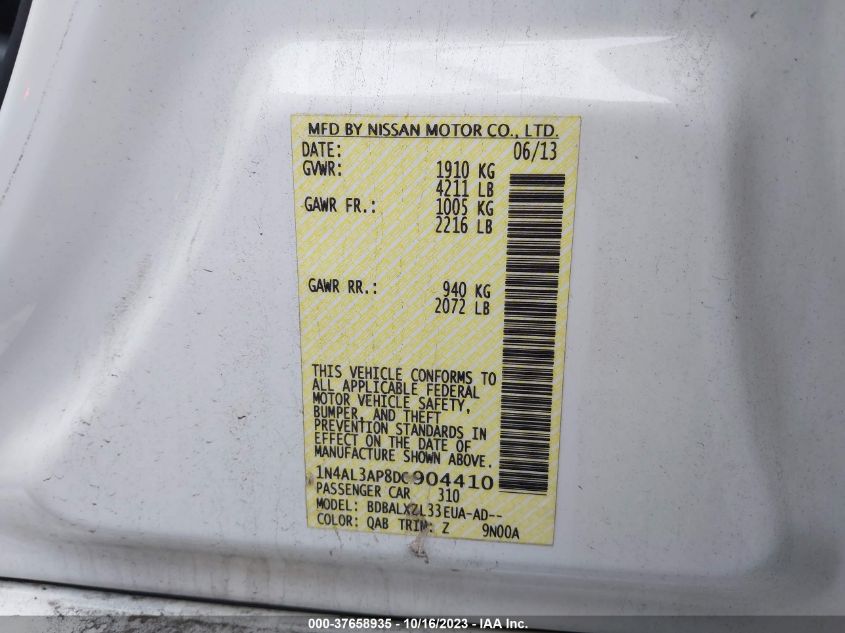 MFD BY NISSAN MOTOR CO., LTD.
DATE: 06/13
GVWR: 1910 KG
4211 LB
GAWR FR.: 1005 KG
2216 LB
GAWR RR.: 940 KG
2072 LB
THIS VEHICLE CONFORMS TO
ALL APPLICABLE FEDERAL
MOTOR VEHICLE SAFETY,
BUMPER, AND THEFT
PREVENTION STANDARDS IN
EFFECT ON THE DATE OF
MANUFACTURE SHOWN ABOVE.
1N4AL3AP8DC904410
PASSENGER CAR 310
MODEL: BDBALXZL33EUA-AD--
COLOR: QAB TRIM: Z 9N00A
000-37658935 - 10/16/2023 - IAA Inc.